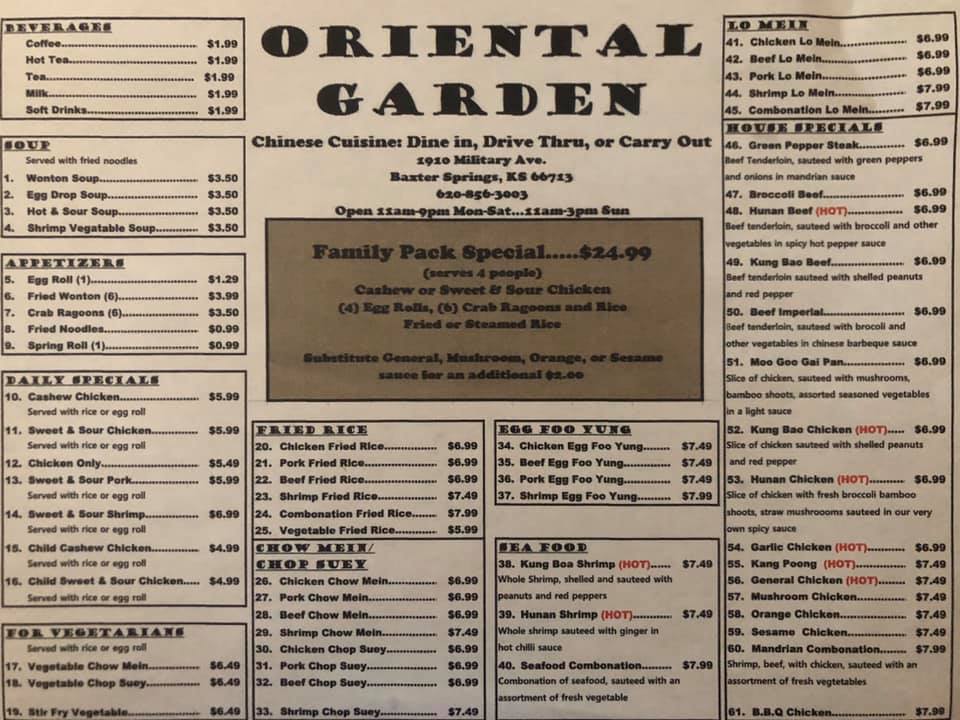 BEVERAGES
Coffee........ $1.99
Hot Tea........ $1.99
Tea........ $1.99
Milk........ $1.99
Soft Drinks........ $1.99
SOUP
Served with fried noodles
1. Wonton Soup........ $3.50
2. Egg Drop Soup........ $3.50
3. Hot & Sour Soup........ $3.50
4. Shrimp Vegatable Soup........ $3.50
APPETIZERS
5. Egg Roll (1)........ $1.29
6. Fried Wonton (6)........ $3.99
7. Crab Ragoons (6)........ $3.50
8. Fried Noodles........ $0.99
9. Spring Roll (1)........ $0.99
DAILY SPECIALS
10. Cashew Chicken........ $5.99
Served with rice or egg roll
11. Sweet & Sour Chicken........ $5.99
Served with rice or egg roll
12. Chicken Only........ $5.49
13. Sweet & Sour Pork........ $5.99
Served with rice or egg roll
14. Sweet & Sour Shrimp........ $6.99
Served with rice or egg roll
15. Child Cashew Chicken........ $4.99
Served with rice or egg roll
16. Child Sweet & Sour Chicken..... $4.99
Served with rice or egg roll
FOR VEGETARIANS
Served with rice or egg roll
17. Vegetable Chow Mein........ $6.49
18. Vegetable Chop Suey........ $6.49
19. Stir Fry Vegetable........ $6.49
ORIENTAL
GARDEN
Chinese Cuisine: Dine in, Drive Thru, or Carry Out
1910 Military Ave.
Baxter Springs, KS 66713
620-856-3003
Open 11am-9pm Mon-Sat...11am-3pm Sun
Family Pack Special.....$24.99
(serves 4 people)
Cashew or Sweet & Sour Chicken
(4) Egg Rolls, (6) Crab Ragoons and Rice
Fried or Steamed Rice
Substitute General, Mushroom, Orange, or Sesame
sauce for an additional $2.00
FRIED RICE
20. Chicken Fried Rice........ $6.99
21. Pork Fried Rice........ $6.99
22. Beef Fried Rice........ $6.99
23. Shrimp Fried Rice........ $7.49
24. Combonation Fried Rice........ $7.99
25. Vegetable Fried Rice........ $5.99
CHOW MEIN/
CHOP SUEY
26. Chicken Chow Mein........ $6.99
27. Pork Chow Mein........ $6.99
28. Beef Chow Mein........ $6.99
29. Shrimp Chow Mein........ $7.49
30. Chicken Chop Suey........ $6.99
31. Pork Chop Suey........ $6.99
32. Beef Chop Suey........ $6.99
33. Shrimp Chop Suey........ $7.49
EGG FOO YUNG
34. Chicken Egg Foo Yung........ $7.49
35. Beef Egg Foo Yung........ $7.49
36. Pork Egg Foo Yung........ $7.49
37. Shrimp Egg Foo Yung........ $7.99
SEA FOOD
38. Kung Boa Shrimp (HOT)...... $7.49
Whole Shrimp, shelled and sauteed with
peanuts and red peppers
39. Hunan Shrimp (HOT)........ $7.49
Whole shrimp sauteed with ginger in
hot chilli sauce
40. Seafood Combonation........ $7.99
Combonation of seafood, sauteed with an
assortment of fresh vegetable
LO MEIN
41. Chicken Lo Mein........ $6.99
42. Beef Lo Mein........ $6.99
43. Pork Lo Mein........ $6.99
44. Shrimp Lo Mein........ $7.99
45. Combonation Lo Mein........ $7.99
HOUSE SPECIALS
46. Green Pepper Steak........ $6.99
Beef Tenderloin, sauteed with green peppers
and onions in mandrian sauce
47. Broccoli Beef........ $6.99
48. Hunan Beef (HOT)........ $6.99
Beef tenderloin, sauteed with broccoli and other
vegetables in spicy hot pepper sauce
49. Kung Bao Beef........ $6.99
Beef tenderloin sauteed with shelled peanuts
and red pepper
50. Beef Imperial........ $6.99
Beef tenderloin, sauteed with brocoli and
other vegetables in chinese barbeque sauce
51. Moo Goo Gai Pan........ $6.99
Slice of chicken, sauteed with mushrooms,
bamboo shoots, assorted seasoned vegetables
in a light sauce
52. Kung Bao Chicken (HOT)..... $6.99
Slice of chicken sauteed with shelled peanuts
and red pepper
53. Hunan Chicken (HOT)........ $6.99
Slice of chicken with fresh broccoli bamboo
shoots, straw mushroooms sauteed in our very
own spicy sauce
54. Garlic Chicken (HOT)........ $6.99
55. Kang Poong (HOT)........ $7.49
56. General Chicken (HOT)........ $7.49
57. Mushroom Chicken........ $7.49
58. Orange Chicken........ $7.49
59. Sesame Chicken........ $7.49
60. Mandrian Combonation........ $7.99
Shrimp, beef, with chicken, sauteed with an
assortment of fresh vegtetables
61. B.B.Q Chicken........ $7.99